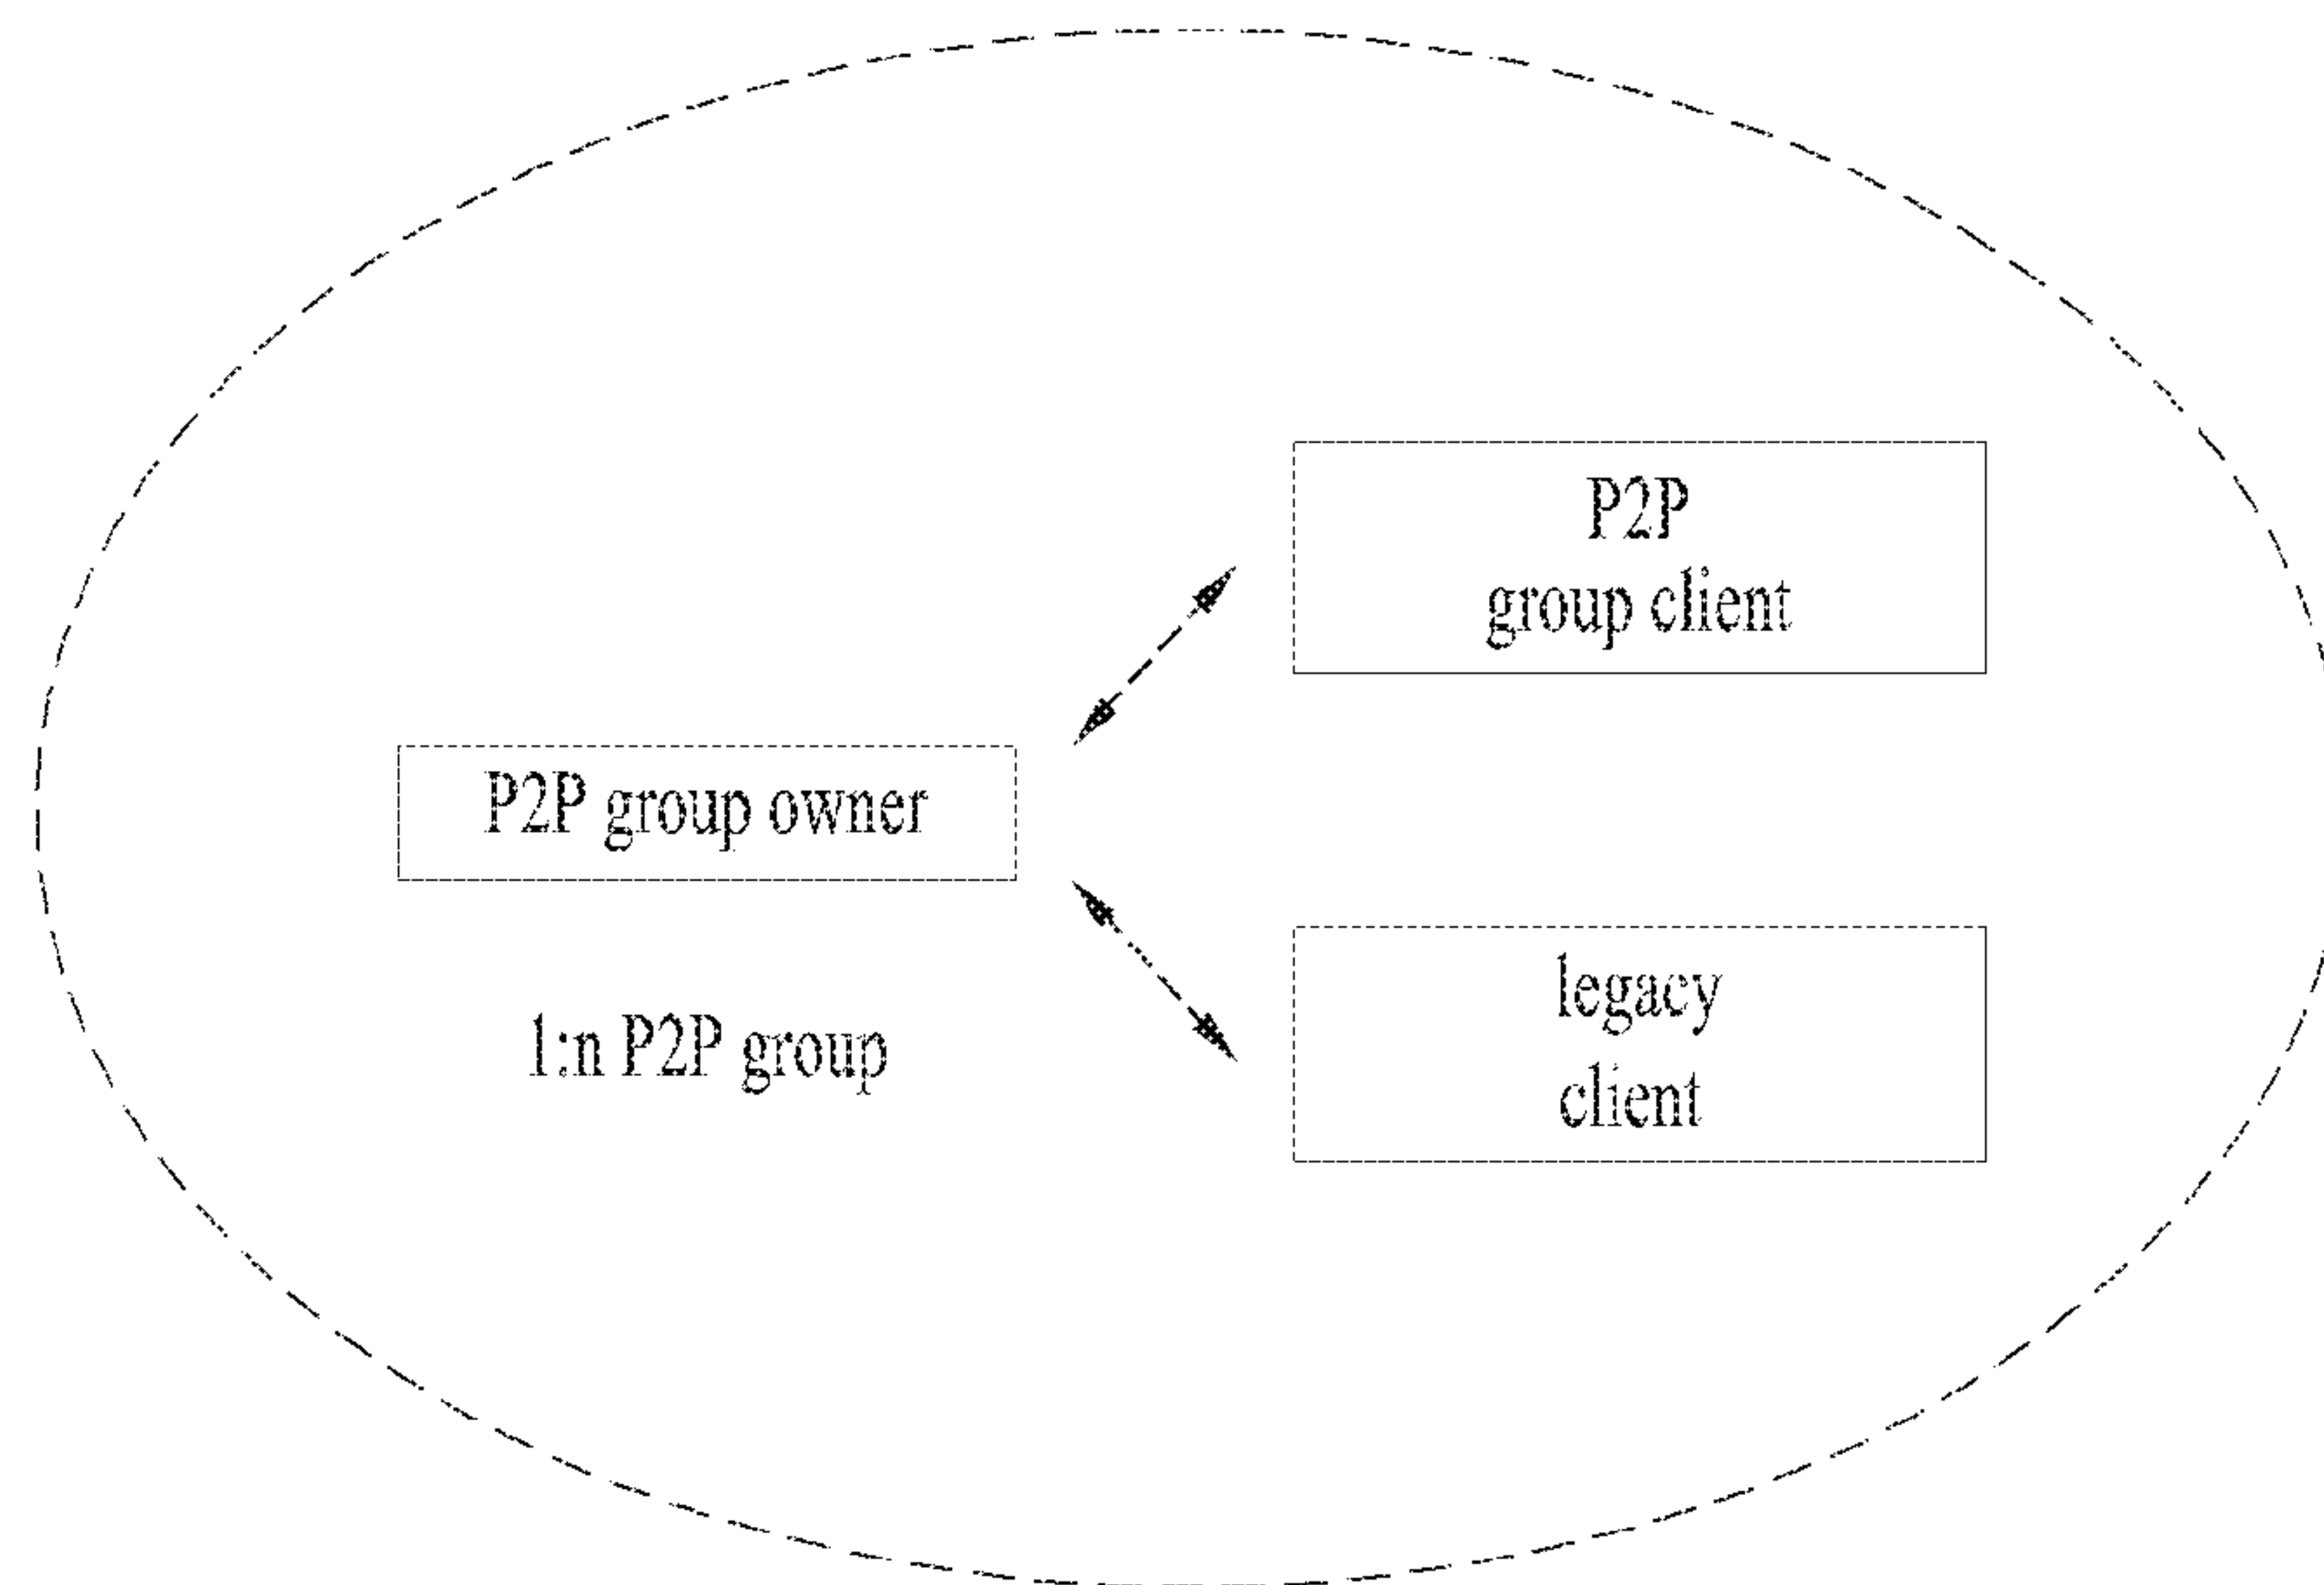 P2P
group client
P2P group owner
1:n P2P group
legacy
client